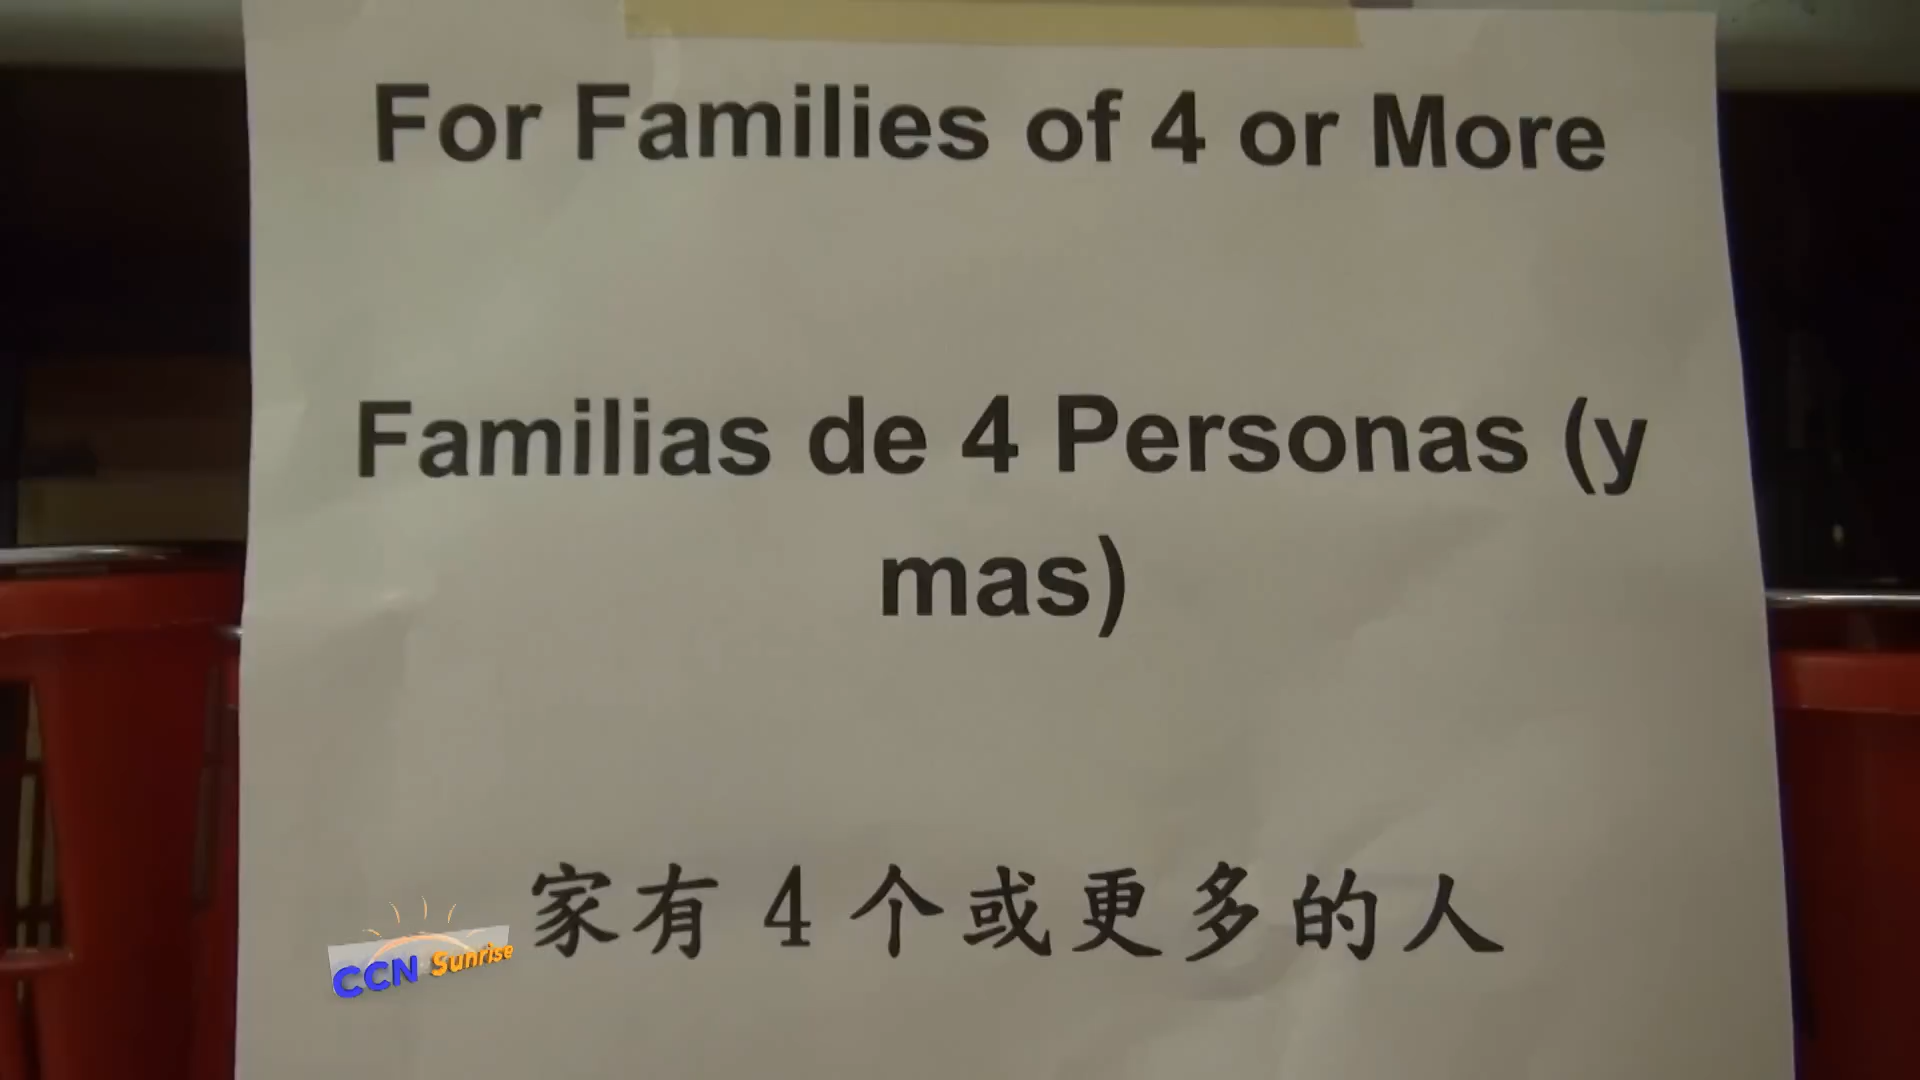 For Families of 4 or More
Familias de 4 Personas (y
mas)
家有4个或更多的人
CCN Sunrise